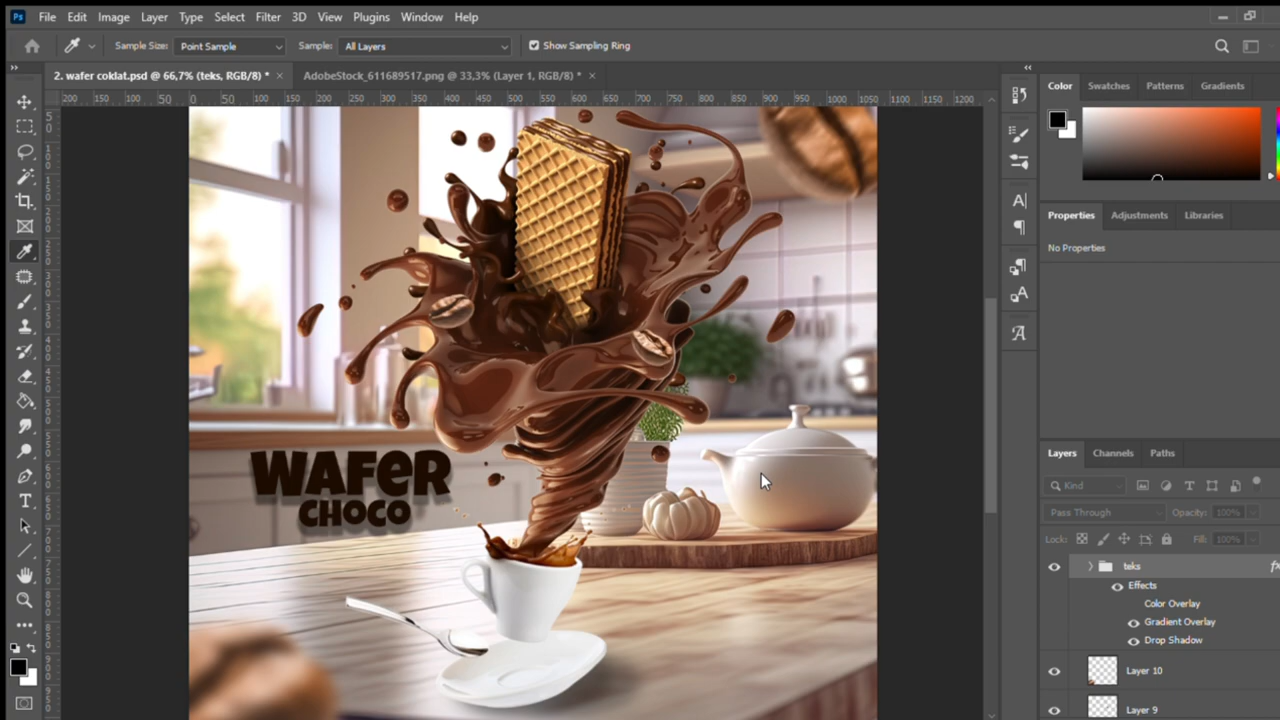 Ps File Edit Image Layer Type Select Filter 3D View Plugins Window Help
Sample Size: Point Sample Sample: All Layers Show Sampling Ring
2. wafer coklat.psd @ 66,7% (teks, RGB/8) * × AdobeStock_611689517.png @ 33,3% (Layer 1, RGB/8) * ×
200 150 100 50 0 50 100 150 200 250 300 350 400 450 500 550 600 650 700 750 800 850 900 950 1000 1050 1100 1150 1200
Color Swatches Patterns Gradients
Properties Adjustments Libraries
No Properties
WAFER
CHOCO
Layers Channels Paths
Kind
Pass Through Opacity: 100%
Lock: Fill: 100%
teks fx
Effects
Color Overlay
Gradient Overlay
Drop Shadow
Layer 10
Layer 9